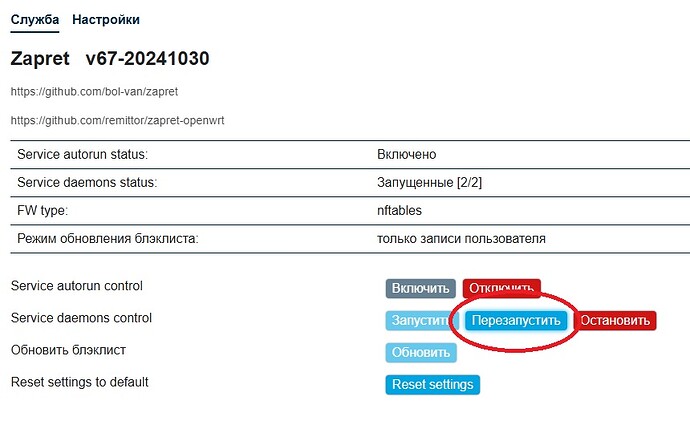 Служба Настройки
Zapret v67-20241030
https://github.com/bol-van/zapret
https://github.com/remittor/zapret-openwrt
Service autorun status: Включено
Service daemons status: Запущенные [2/2]
FW type: nftables
Режим обновления блэклиста: только записи пользователя
Service autorun control Включить Отключить
Service daemons control Запустить Перезапустить Остановить
Обновить блэклист Обновить
Reset settings to default Reset settings